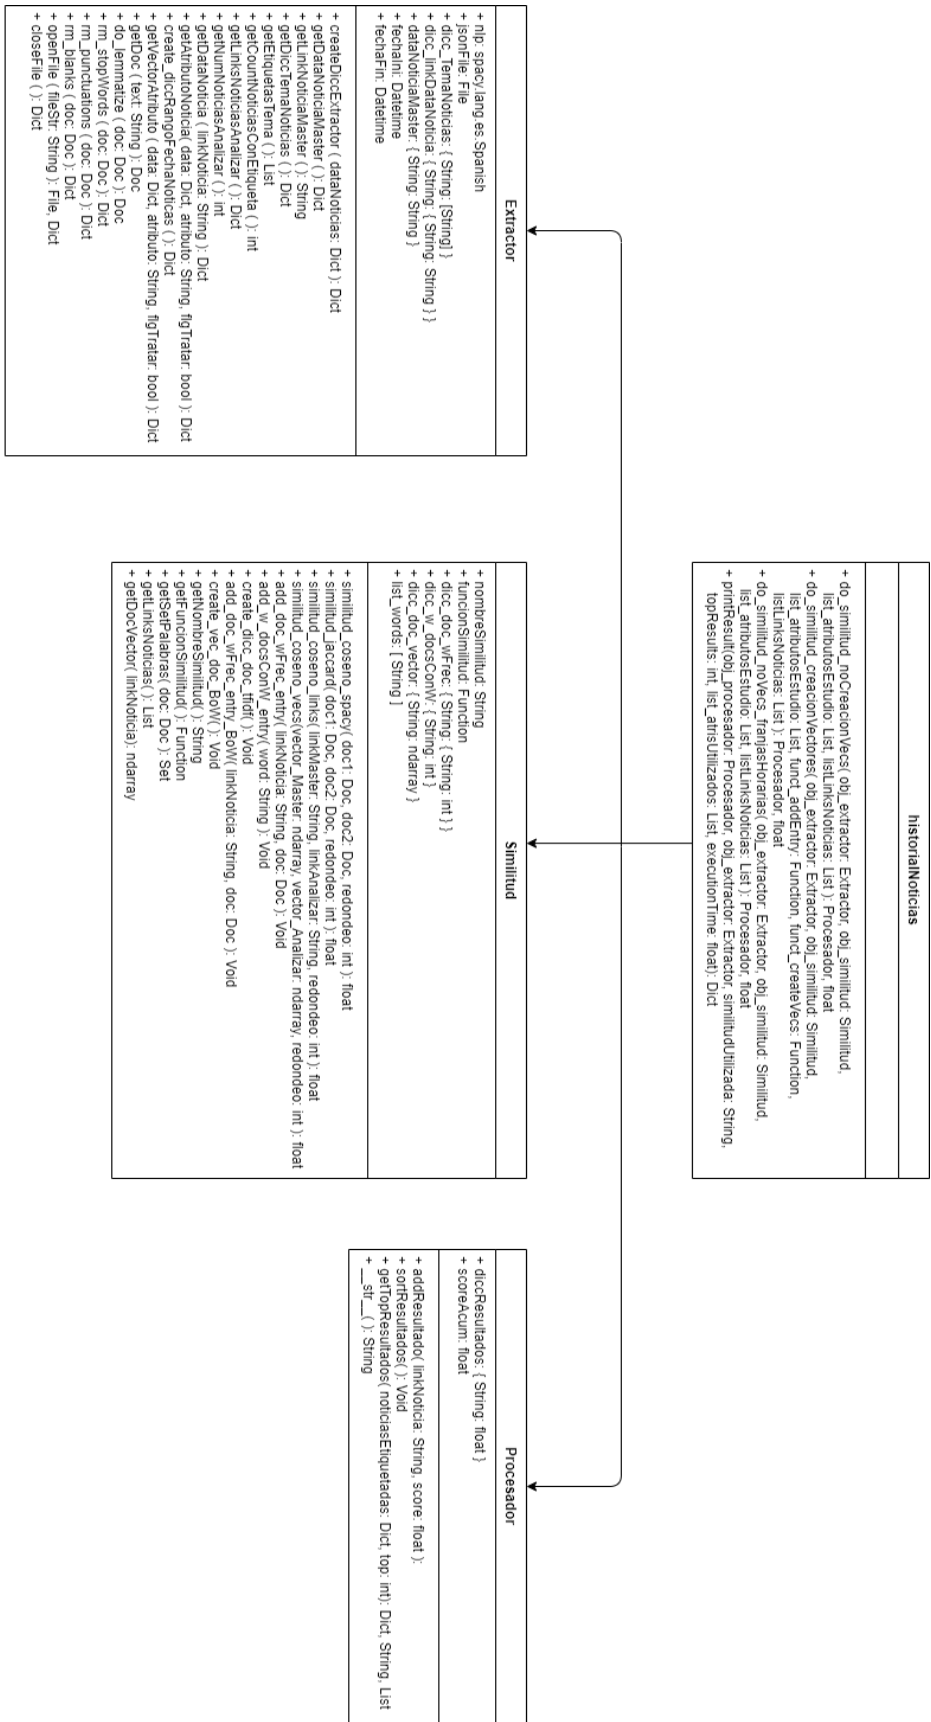 historialNoticias
+ do_similitud_noCreacionVecs( obj_extractor: Extractor, obj_similitud: Similitud,
list_atributosEstudio: List, listLinksNoticias: List ): Procesador, float
+ do_similitud_creacionVectores( obj_extractor: Extractor, obj_similitud: Similitud,
list_atributosEstudio: List, funct_addEntry: Function, funct_createVecs: Function,
listLinksNoticias: List ): Procesador, float
+ do_similitud_noVecs_franjasHorarias( obj_extractor: Extractor, obj_similitud: Similitud,
list_atributosEstudio: List, listLinksNoticias: List ): Procesador, float
+ printResult(obj_procesador: Procesador, obj_extractor: Extractor, similitudUtilizada: String,
topResults: int, list_atrisUtilizados: List, executionTime: float): Dict
Extractor
+ nlp: spacy.lang.es.Spanish
+ jsonFile: File
+ dicc_TemaNoticias: { String: [String] }
+ dicc_linkDataNoticia: { String: { String: String } }
+ dataNoticiaMaster: { String: String }
+ fechaIni: Datetime
+ fechaFin: Datetime
+ createDiccExtractor ( dataNoticias: Dict ): Dict
+ getDataNoticiaMaster ( ): Dict
+ getLinkNoticiaMaster ( ): String
+ getDiccTemaNoticias ( ): Dict
+ getEtiquetasTema ( ): List
+ getCountNoticiasConEtiqueta ( ): int
+ getLinksNoticiasAnalizar ( ): Dict
+ getNumNoticiasAnalizar ( ): int
+ getDataNoticia ( linkNoticia: String ): Dict
+ getAtributoNoticia( data: Dict, atributo: String, flgTratar: bool ): Dict
+ create_diccRangoFechaNoticas ( ): Dict
+ getVectorAtributo ( data: Dict, atributo: String, flgTratar: bool ): Dict
+ getDoc ( text: String ): Doc
+ do_lemmatize ( doc: Doc ): Doc
+ rm_stopWords ( doc: Doc ): Dict
+ rm_punctuations ( doc: Doc ): Dict
+ rm_blanks ( doc: Doc ): Dict
+ openFile ( fileStr: String ): File, Dict
+ closeFile ( ): Dict
Similitud
+ nombreSimilitud: String
+ funcionSimilitud: Function
+ dicc_doc_wFrec: { String: { String: int } }
+ dicc_w_docsConW: { String: int }
+ dicc_doc_vector: { String: ndarray }
+ list_words: [ String ]
+ similitud_coseno_spacy( doc1: Doc, doc2: Doc, redondeo: int ): float
+ similitud_jaccard( doc1: Doc, doc2: Doc, redondeo: int ): float
+ similitud_coseno_links( linkMaster: String, linkAnalizar: String, redondeo: int ): float
+ similitud_coseno_vecs(vector_Master: ndarray, vector_Analizar: ndarray, redondeo: int ): float
+ add_doc_wFrec_entry( linkNoticia: String, doc: Doc ): Void
+ add_w_docsConW_entry( word: String ): Void
+ create_dicc_doc_tfidf( ): Void
+ add_doc_wFrec_entry_BoW( linkNoticia: String, doc: Doc ): Void
+ create_vec_doc_BoW( ): Void
+ getNombreSimilitud( ): String
+ getFuncionSimilitud( ): Function
+ getSetPalabras( doc: Doc ): Set
+ getLinksNoticias( ): List
+ getDocVector( linkNoticia): ndarray
Procesador
+ diccResultados: { String: float }
+ scoreAcum: float
+ addResultado( linkNoticia: String, score: float ):
+ sortResultados( ): Void
+ getTopResultados( noticiasEtiquetadas: Dict, top: int): Dict, String, List
+ __str__( ): String